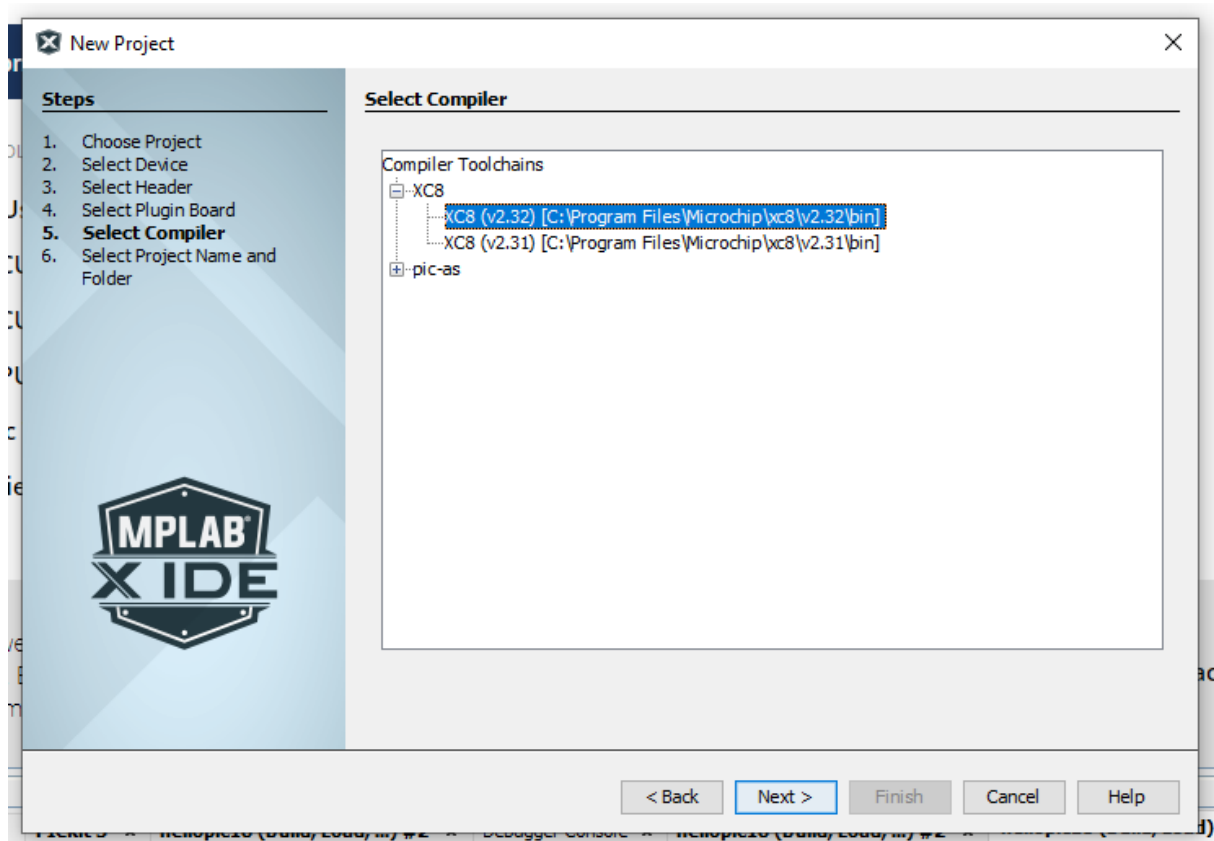 New Project
Steps
1. Choose Project
2. Select Device
3. Select Header
4. Select Plugin Board
5. Select Compiler
6. Select Project Name and
Folder
MPLAB®
X IDE
Select Compiler
Compiler Toolchains
XC8
XC8 (v2.32) [C:\Program Files\Microchip\xc8\v2.32\bin]
XC8 (v2.31) [C:\Program Files\Microchip\xc8\v2.31\bin]
pic-as
< Back
Next >
Finish
Cancel
Help